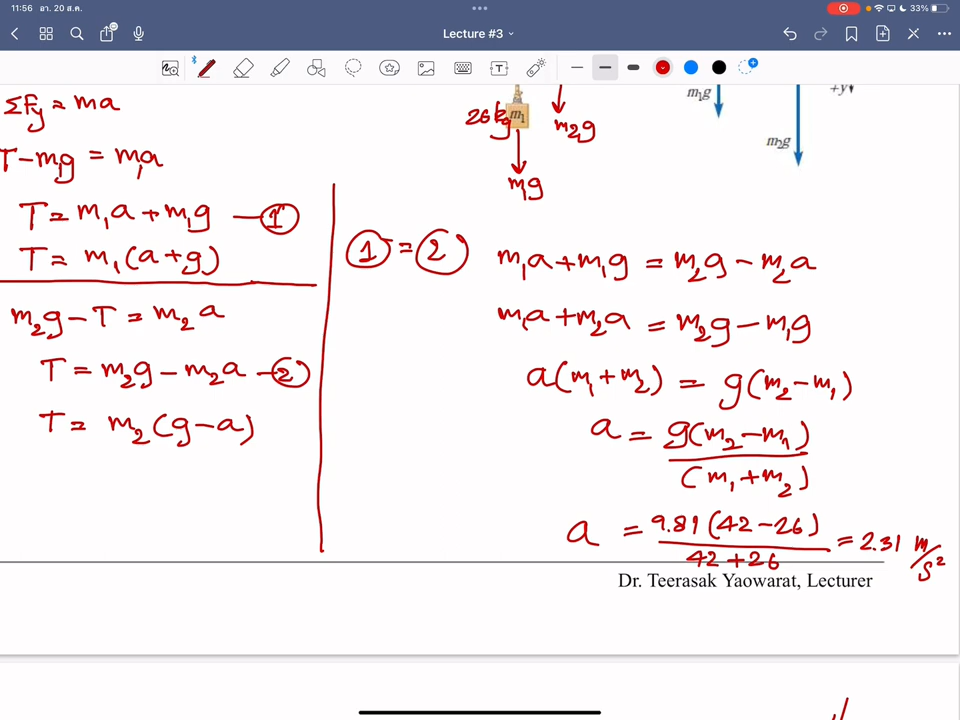 11:56 อา. 20 ส.ค.
33%
Lecture #3
ΣFy = ma
T - m₁g = m₁a
T = m₁a + m₁g —①
T = m₁(a+g)
m₂g - T = m₂a
T = m₂g - m₂a —②
T = m₂(g-a)
26 kg m₁
m₂g
m₁g
m₁g
+y
m₂g
① = ②
m₁a + m₁g = m₂g - m₂a
m₁a + m₂a = m₂g - m₁g
a(m₁+m₂) = g(m₂-m₁)
a = g(m₂-m₁)
(m₁+m₂)
a = 9.81(42-26) = 2.31 m/s²
42+26
Dr. Teerasak Yaowarat, Lecturer